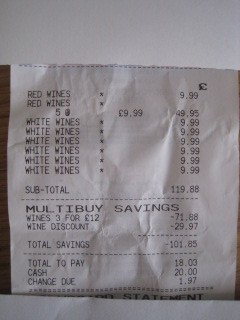 £
RED WINES * 9.99
RED WINES *
5 @ £9.99 49.95
WHITE WINES * 9.99
WHITE WINES * 9.99
WHITE WINES * 9.99
WHITE WINES * 9.99
WHITE WINES * 9.99
WHITE WINES * 9.99
SUB-TOTAL 119.88
MULTIBUY SAVINGS
WINES 3 FOR £12 -71.88
WINE DISCOUNT -29.97
TOTAL SAVINGS -101.85
TOTAL TO PAY 18.03
CASH 20.00
CHANGE DUE 1.97
STATEMENT